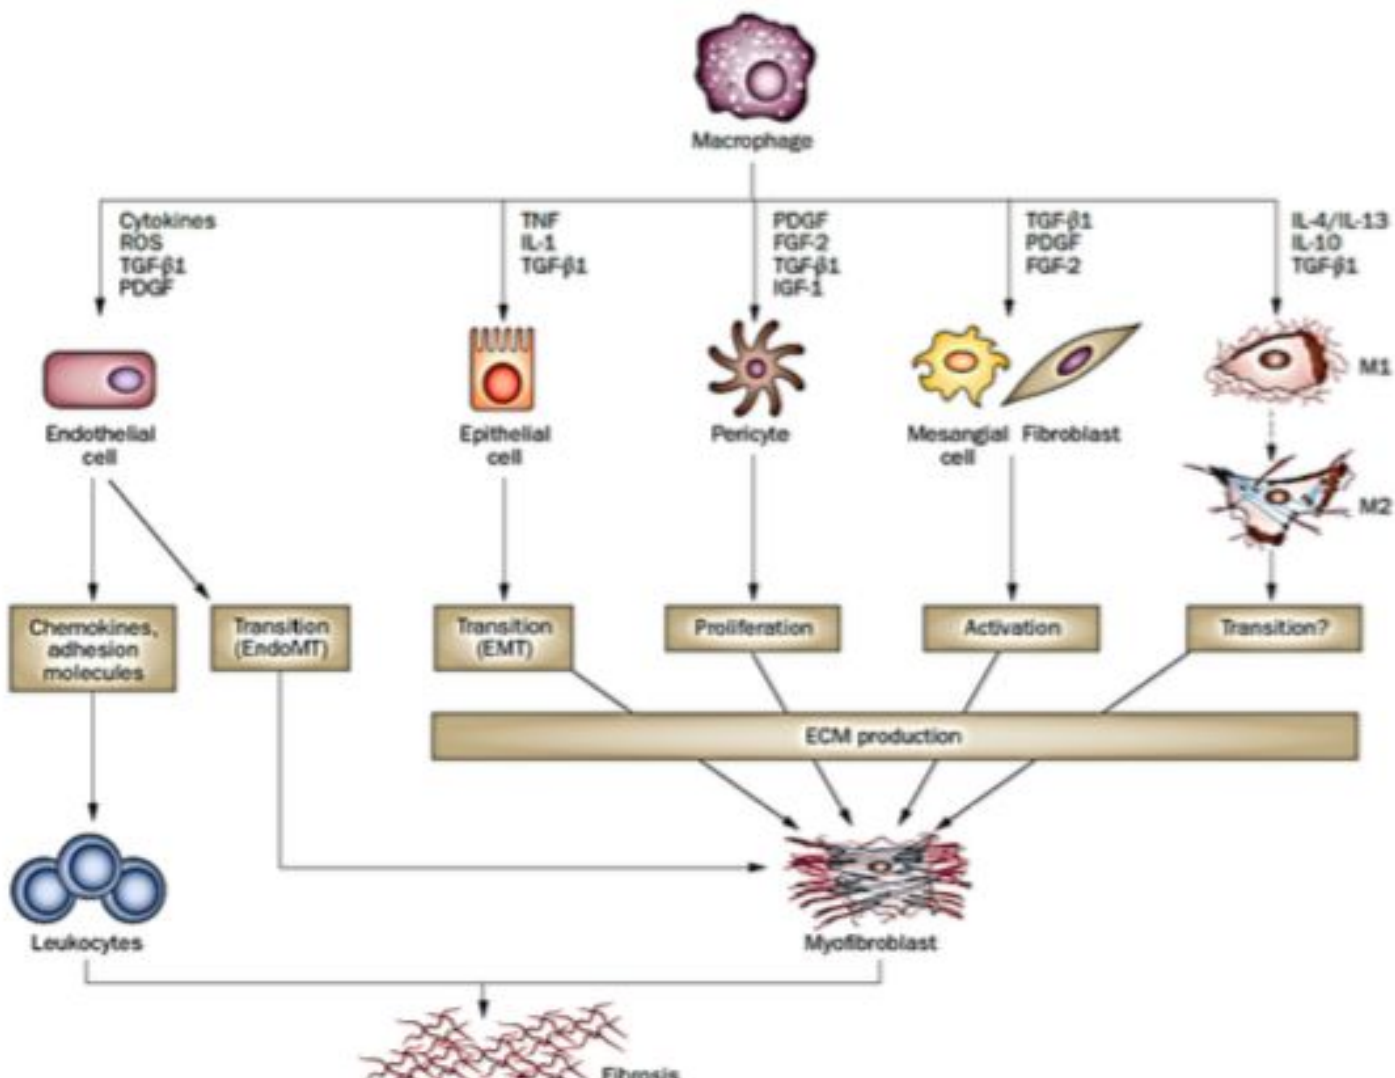 Macrophage
Cytokines
ROS
TGF-β1
PDGF
TNF
IL-1
TGF-β1
PDGF
FGF-2
TGF-β1
IGF-1
TGF-β1
PDGF
FGF-2
IL-4/IL-13
IL-10
TGF-β1
M1
Endothelial
cell
Epithelial
cell
Pericyte
Mesangial
cell
Fibroblast
M2
Chemokines,
adhesion
molecules
Transition
(EndoMT)
Transition
(EMT)
Proliferation
Activation
Transition?
ECM production
Leukocytes
Myofibroblast
Fibrosis